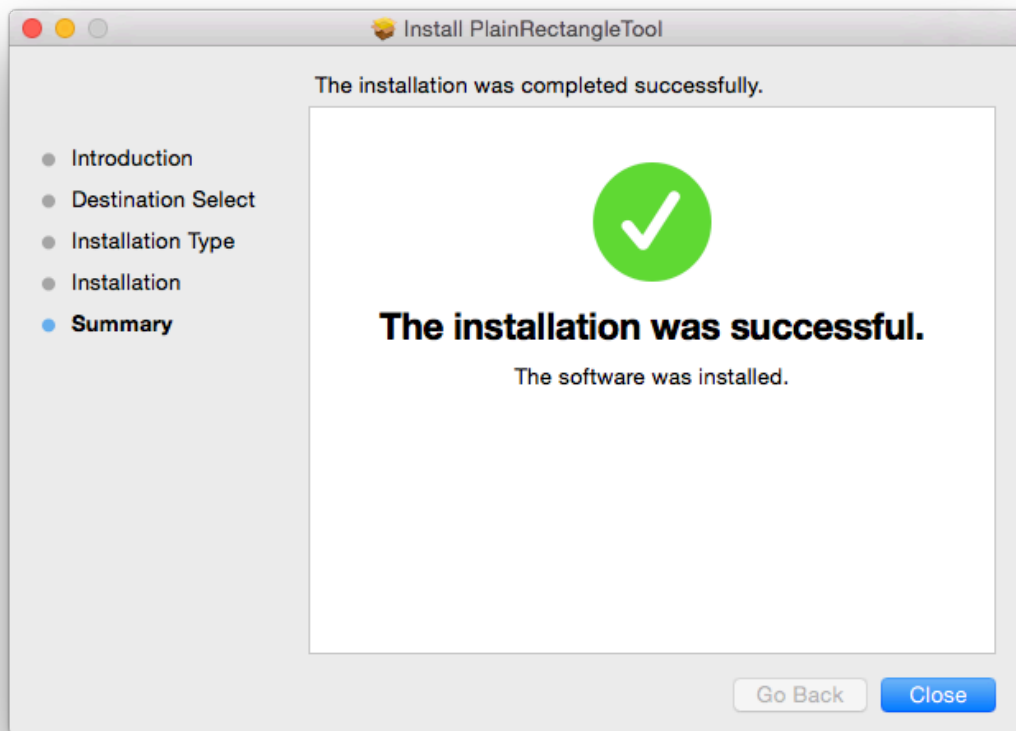 Install PlainRectangleTool
The installation was completed successfully.
Introduction
Destination Select
Installation Type
Installation
Summary
The installation was successful.
The software was installed.
Go Back
Close